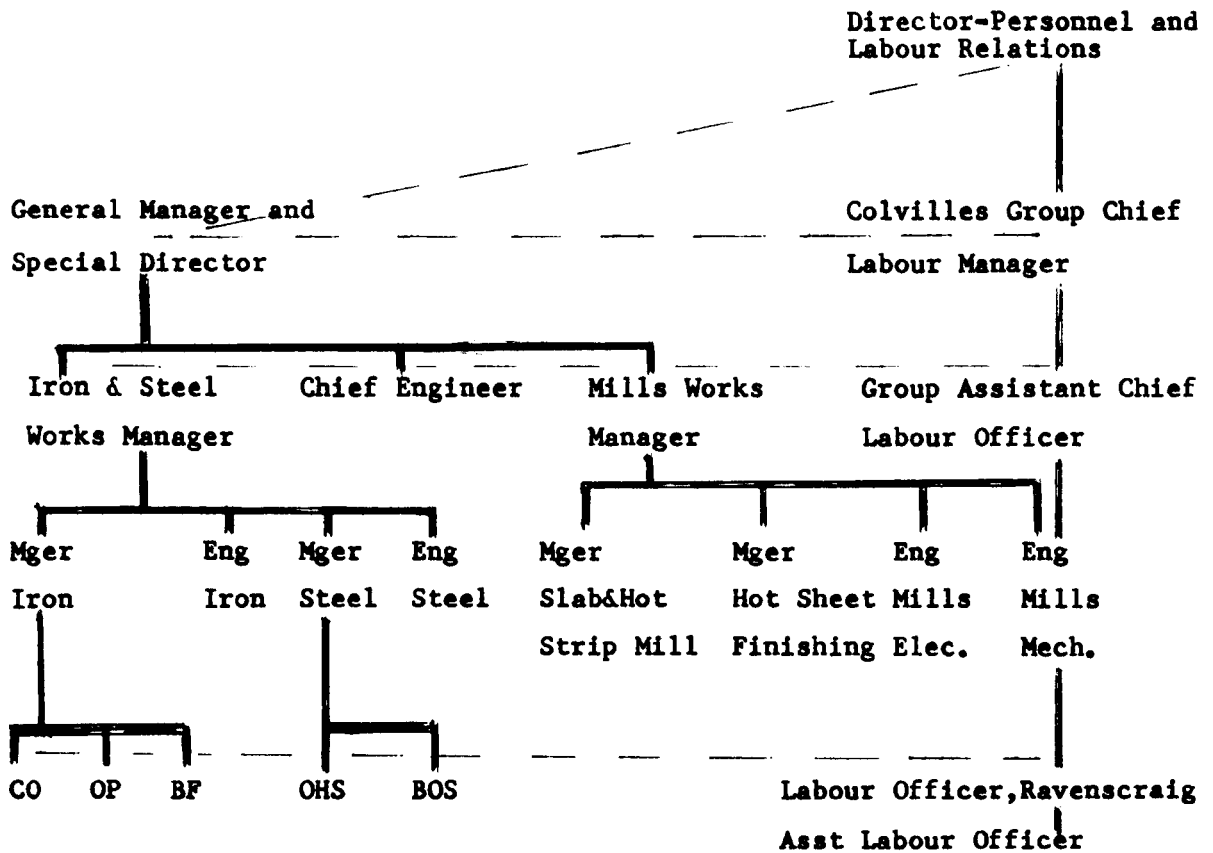 Director-Personnel and
Labour Relations
General Manager and Colvilles Group Chief
Special Director Labour Manager
Iron & Steel Chief Engineer Mills Works Group Assistant Chief
Works Manager Manager Labour Officer
Mger Eng Mger Eng Mger Mger Eng Eng
Iron Iron Steel Steel Slab&Hot Hot Sheet Mills Mills
Strip Mill Finishing Elec. Mech.
CO OP BF OHS BOS Labour Officer,Ravenscraig
Asst Labour Officer